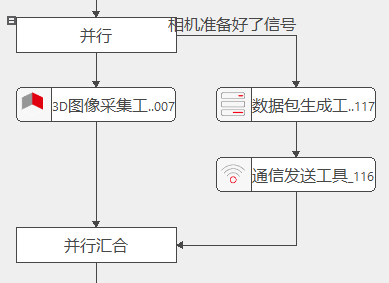 并行
相机准备好了信号
3D图像采集工..007
数据包生成工..117
通信发送工具_116
并行汇合